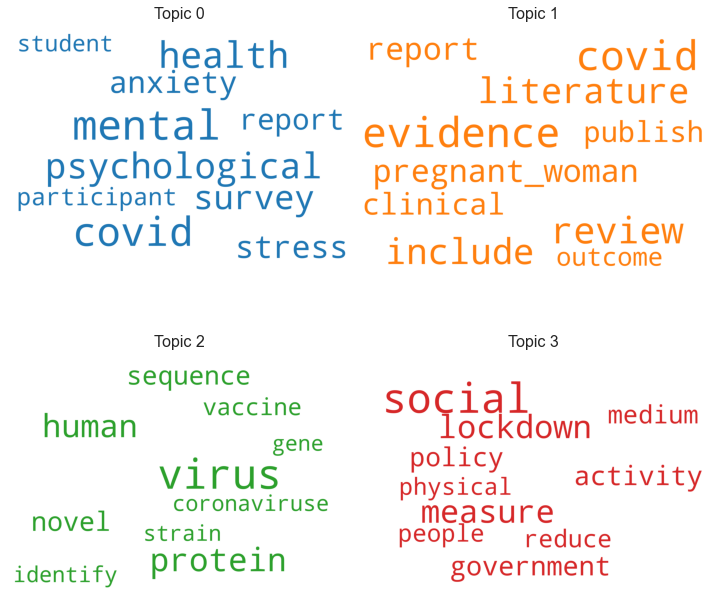 Topic 0
student
health
anxiety
mental
report
psychological
participant
survey
covid
stress
Topic 1
report
covid
literature
evidence
publish
pregnant_woman
clinical
review
include
outcome
Topic 2
sequence
vaccine
human
gene
virus
coronaviruse
novel
strain
protein
identify
Topic 3
social
medium
lockdown
policy
activity
physical
measure
people
reduce
government